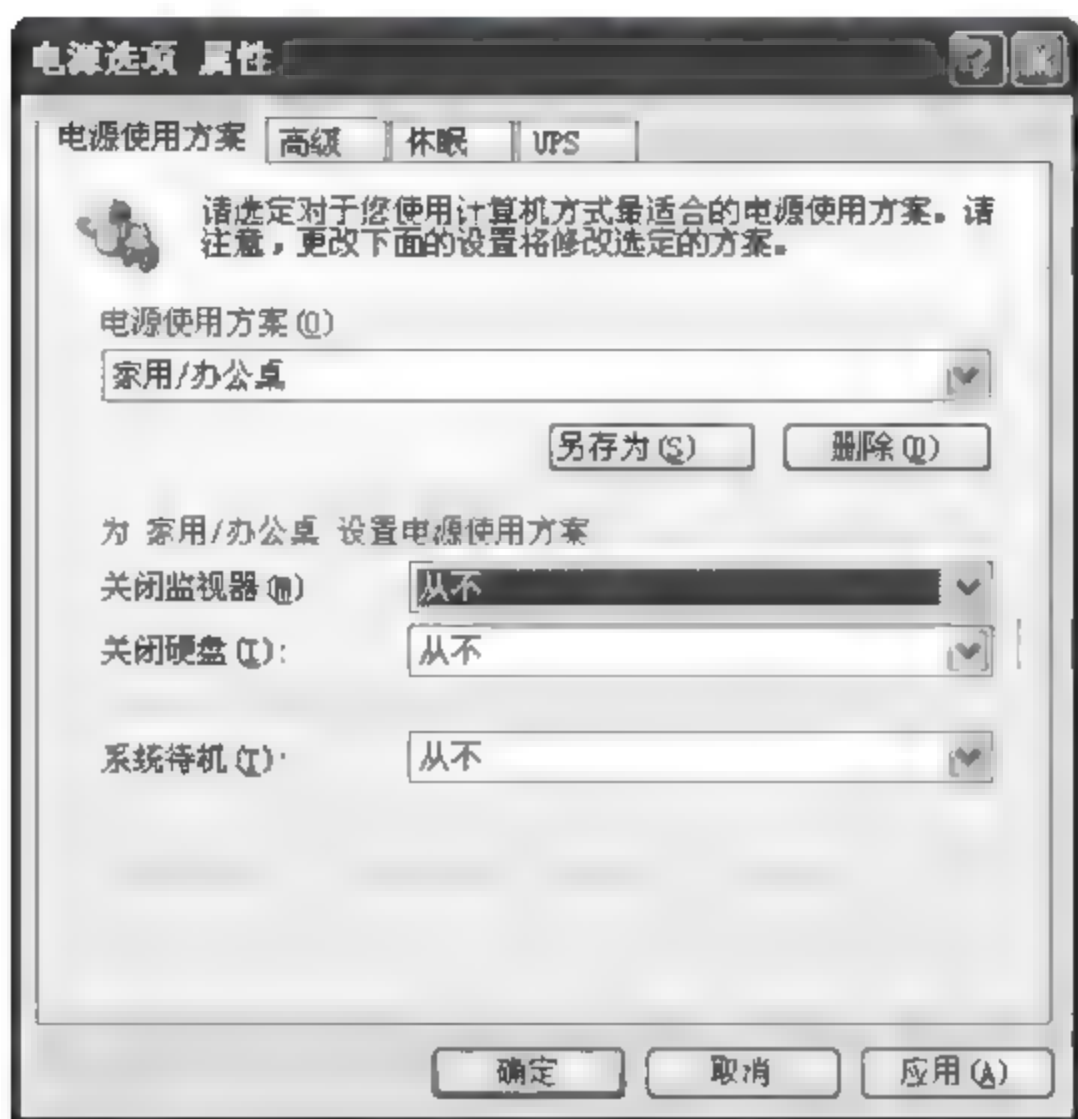 电源选项 属性
电源使用方案 高级 休眠 UPS
请选定对于您使用计算机方式最适合的电源使用方案。请
注意，更改下面的设置将修改选定的方案。
电源使用方案(O)
家用/办公桌
另存为(S) 删除(D)
为 家用/办公桌 设置电源使用方案
关闭监视器(M)
从不
关闭硬盘(I):
从不
系统待机(T):
从不
确定 取消 应用(A)